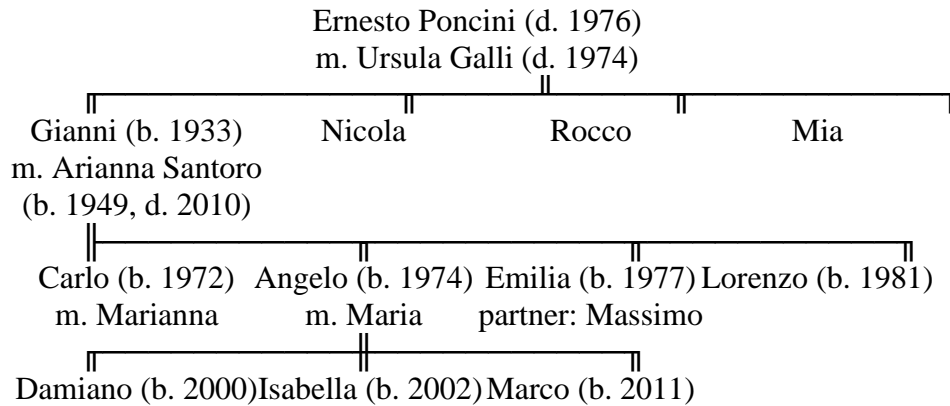 Ernesto Poncini (d. 1976)
m. Ursula Galli (d. 1974)
Gianni (b. 1933) Nicola Rocco Mia
m. Arianna Santoro
(b. 1949, d. 2010)
Carlo (b. 1972) Angelo (b. 1974) Emilia (b. 1977) Lorenzo (b. 1981)
m. Marianna m. Maria partner: Massimo
Damiano (b. 2000) Isabella (b. 2002) Marco (b. 2011)